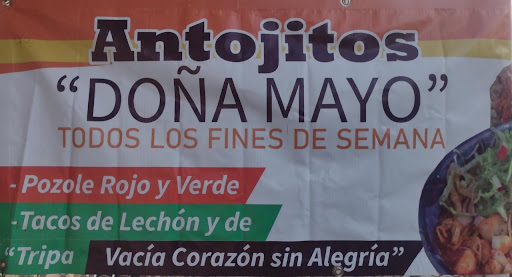 Antojitos
"DOÑA MAYO"
TODOS LOS FINES DE SEMANA
- Pozole Rojo y Verde
- Tacos de Lechón y de
"Tripa Vacía Corazón sin Alegría"